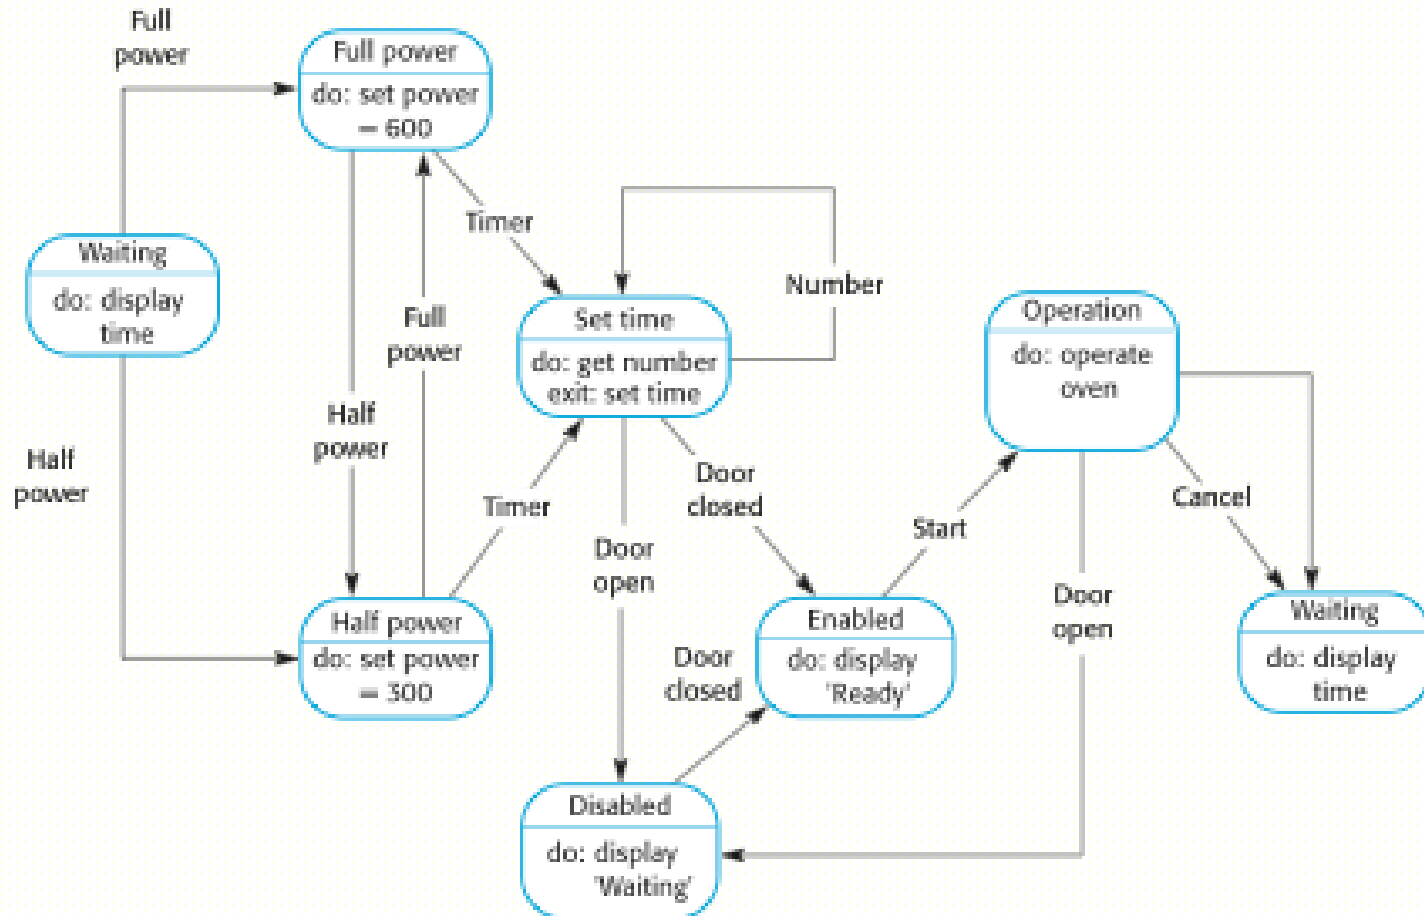 Full
power
Full power
do: set power
= 600
Timer
Waiting
do: display
time
Number
Full
power
Set time
do: get number
exit: set time
Operation
do: operate
oven
Half
power
Half
power
Timer
Door
closed
Cancel
Start
Door
open
Half power
do: set power
= 300
Door
closed
Enabled
do: display
'Ready'
Door
open
Waiting
do: display
time
Disabled
do: display
'Waiting'